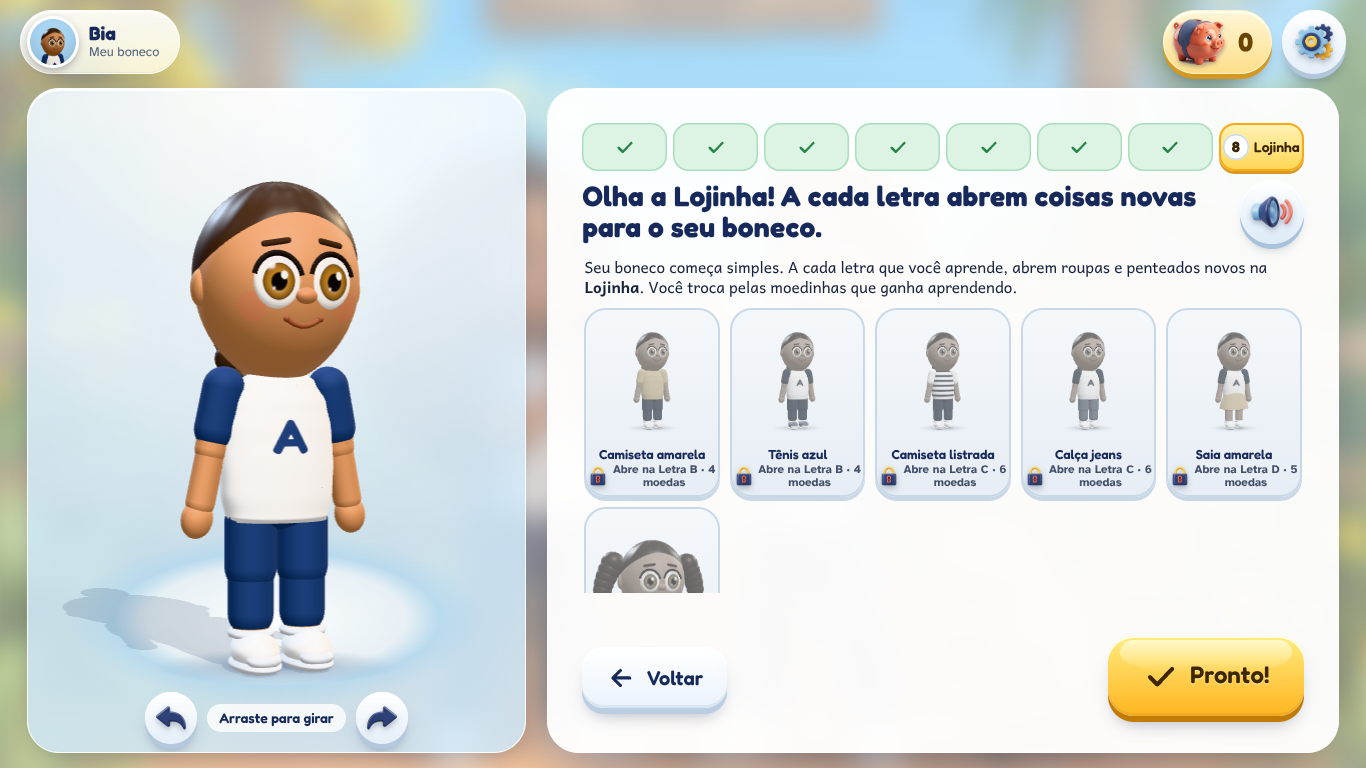 Bia
Meu boneco
0
8 Lojinha
Olha a Lojinha! A cada letra abrem coisas novas
para o seu boneco.
Seu boneco começa simples. A cada letra que você aprende, abrem roupas e penteados novos na
Lojinha. Você troca pelas moedinhas que ganha aprendendo.
A
Camiseta amarela
Abre na Letra B · 4
moedas
Tênis azul
Abre na Letra B · 4
moedas
Camiseta listrada
Abre na Letra C · 6
moedas
Calça jeans
Abre na Letra C · 6
moedas
Saia amarela
Abre na Letra D · 5
moedas
Arraste para girar
Voltar
Pronto!